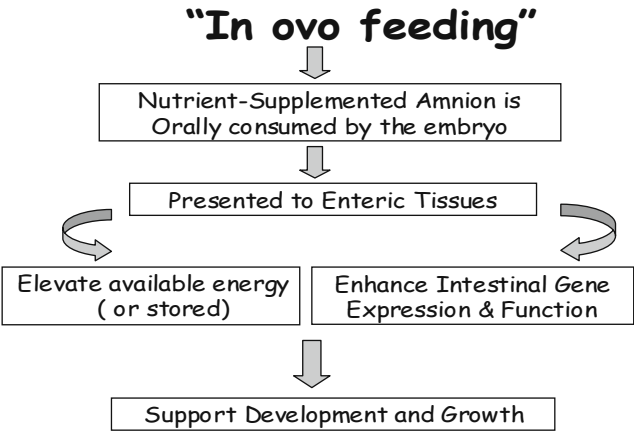 “In ovo feeding”
Nutrient-Supplemented Amnion is
Orally consumed by the embryo
Presented to Enteric Tissues
Elevate available energy
( or stored)
Enhance Intestinal Gene
Expression & Function
Support Development and Growth